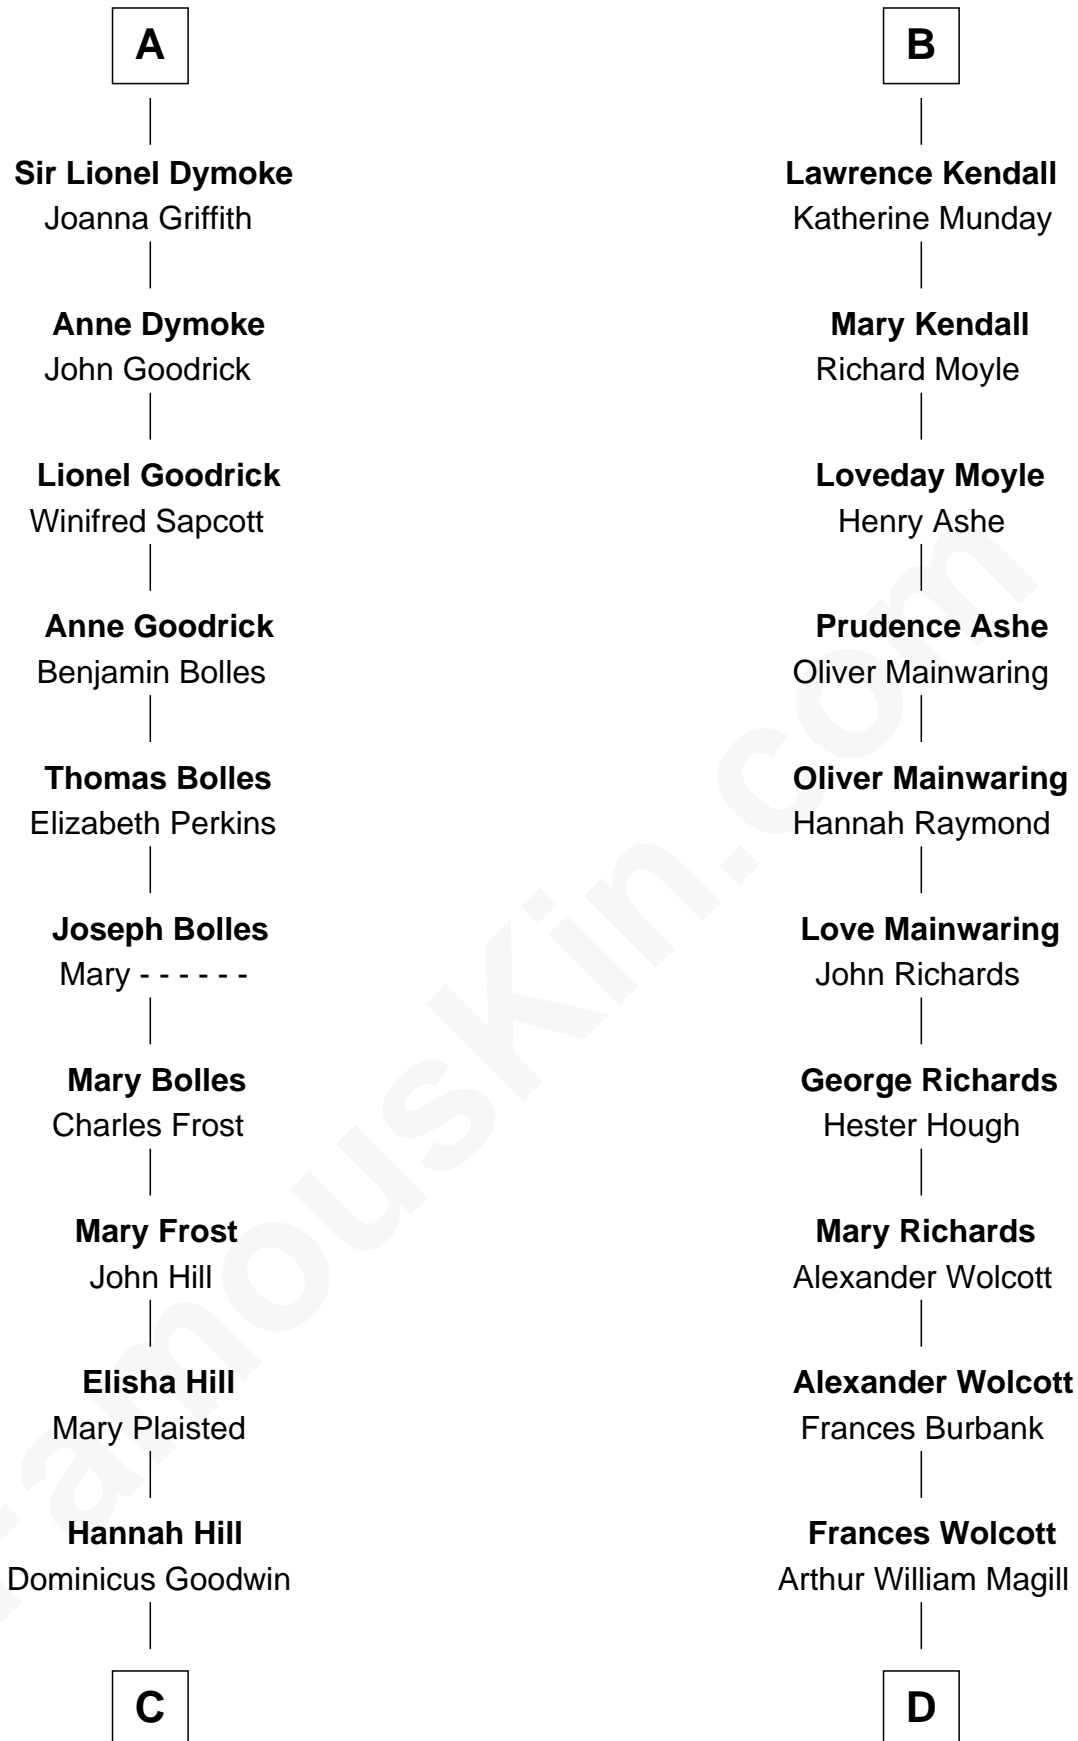 A
Sir Lionel Dymoke
Joanna Griffith
Anne Dymoke
John Goodrick
Lionel Goodrick
Winifred Sapcott
Anne Goodrick
Benjamin Bolles
Thomas Bolles
Elizabeth Perkins
Joseph Bolles
Mary - - - - - -
Mary Bolles
Charles Frost
Mary Frost
John Hill
Elisha Hill
Mary Plaisted
Hannah Hill
Dominicus Goodwin
C
B
Lawrence Kendall
Katherine Munday
Mary Kendall
Richard Moyle
Loveday Moyle
Henry Ashe
Prudence Ashe
Oliver Mainwaring
Oliver Mainwaring
Hannah Raymond
Love Mainwaring
John Richards
George Richards
Hester Hough
Mary Richards
Alexander Wolcott
Alexander Wolcott
Frances Burbank
Frances Wolcott
Arthur William Magill
D
FamousKin.com